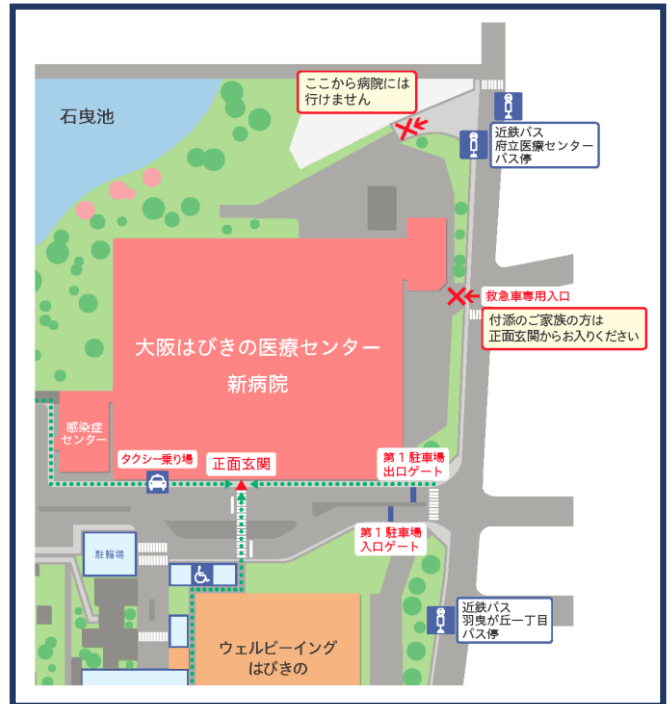 ここから病院には
行けません
石曳池
近鉄バス
府立医療センター
バス停
救急車専用入口
付添のご家族の方は
正面玄関からお入りください
大阪はびきの医療センター
新病院
感染症
センター
タクシー乗り場
正面玄関
第1駐車場
出口ゲート
第1駐車場
入口ゲート
駐輪場
近鉄バス
羽曳が丘一丁目
バス停
ウェルビーイング
はびきの